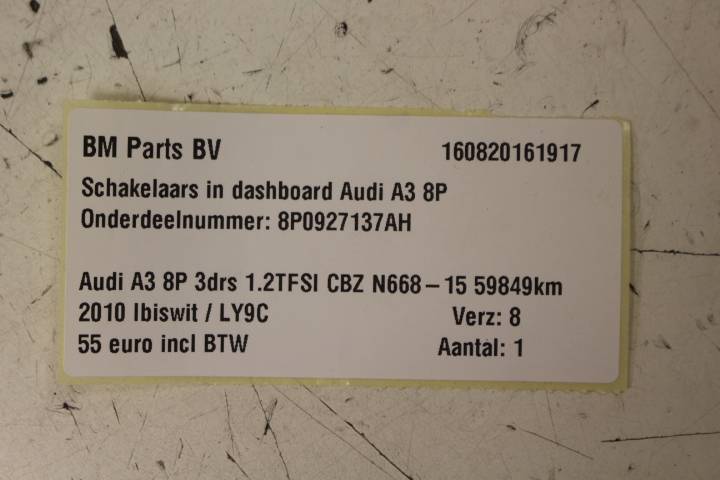 BM Parts BV 160820161917
Schakelaars in dashboard Audi A3 8P
Onderdeelnummer: 8P0927137AH
Audi A3 8P 3drs 1.2TFSI CBZ N668-15 59849km
2010 Ibiswit / LY9C Verz: 8
55 euro incl BTW Aantal: 1